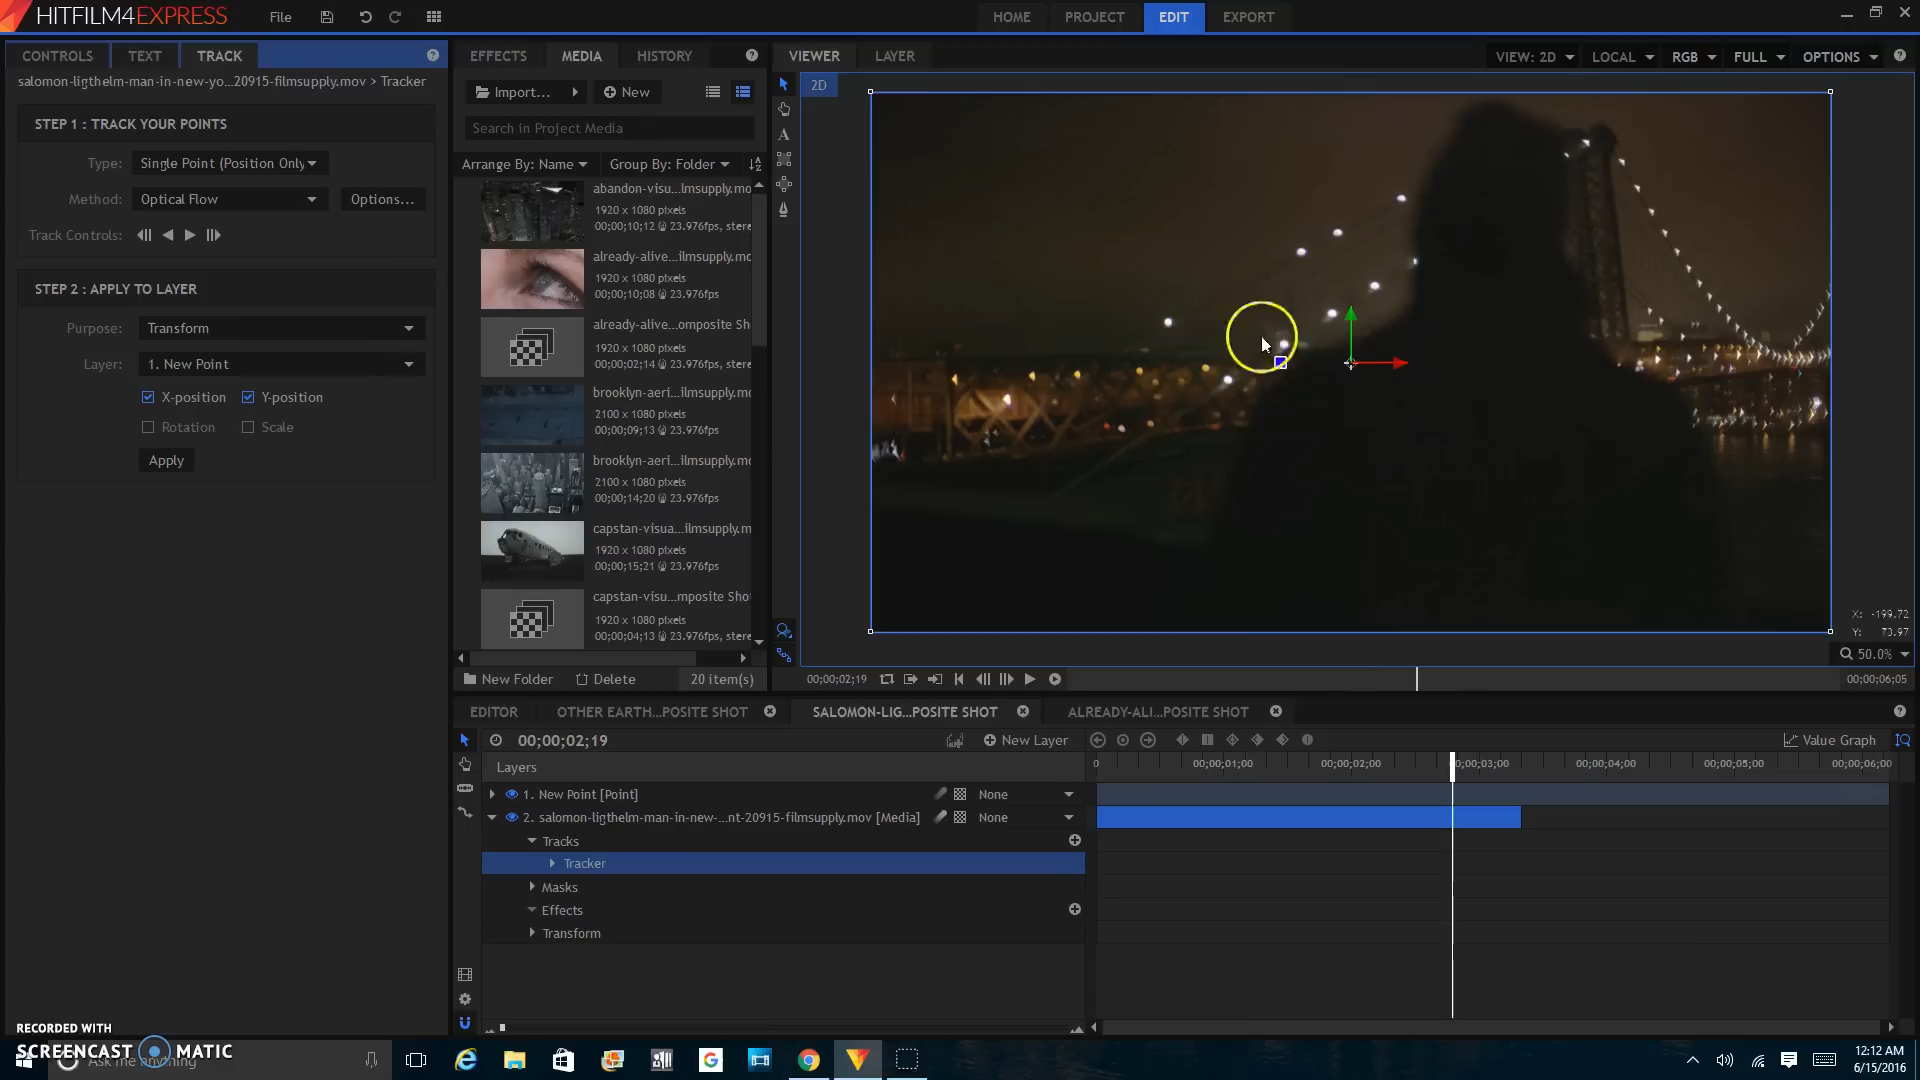 HITFILM4EXPRESS
File
HOME
PROJECT
EDIT
EXPORT
CONTROLS
TEXT
TRACK
salomon-ligthelm-man-in-new-yo...20915-filmsupply.mov > Tracker
STEP 1 : TRACK YOUR POINTS
Type: Single Point (Position Only
Method: Optical Flow
Options...
Track Controls:
STEP 2 : APPLY TO LAYER
Purpose: Transform
Layer: 1. New Point
X-position
Y-position
Rotation
Scale
Apply
EFFECTS
MEDIA
HISTORY
Import...
New
Search in Project Media
Arrange By: Name
Group By: Folder
abandon-visu...lmsupply.mo
1920 x 1080 pixels
00;00;10;12 @ 23.976fps, stere
already-alive...ilmsupply.mo
1920 x 1080 pixels
00;00;10;08 @ 23.976fps
already-alive...omposite Sh
1920 x 1080 pixels
00;00;02;14 @ 23.976fps, stere
brooklyn-aeri...ilmsupply.mo
2100 x 1080 pixels
00;00;09;13 @ 23.976fps
brooklyn-aeri...ilmsupply.mo
2100 x 1080 pixels
00;00;14;20 @ 23.976fps
capstan-visua...ilmsupply.m
1920 x 1080 pixels
00;00;15;21 @ 23.976fps
capstan-visu...mposite Sho
1920 x 1080 pixels
00;00;04;13 @ 23.976fps, stere
New Folder
Delete
20 item(s)
VIEWER
LAYER
VIEW: 2D
LOCAL
RGB
FULL
OPTIONS
2D
A
X: -199.72
Y: 73.97
50.0%
00;00;02;19
00;00;06;05
EDITOR
OTHER EARTH...POSITE SHOT
SALOMON-LIG...POSITE SHOT
ALREADY-ALI...POSITE SHOT
00;00;02;19
New Layer
Value Graph
Layers
0
00;00;01;00
00;00;02;00
00;00;03;00
00;00;04;00
00;00;05;00
00;00;06;00
1. New Point [Point]
None
2. salomon-ligthelm-man-in-new-...nt-20915-filmsupply.mov [Media]
None
Tracks
Tracker
Masks
Effects
Transform
RECORDED WITH
SCREENCAST MATIC
Ask me anything
12:12 AM
6/15/2016